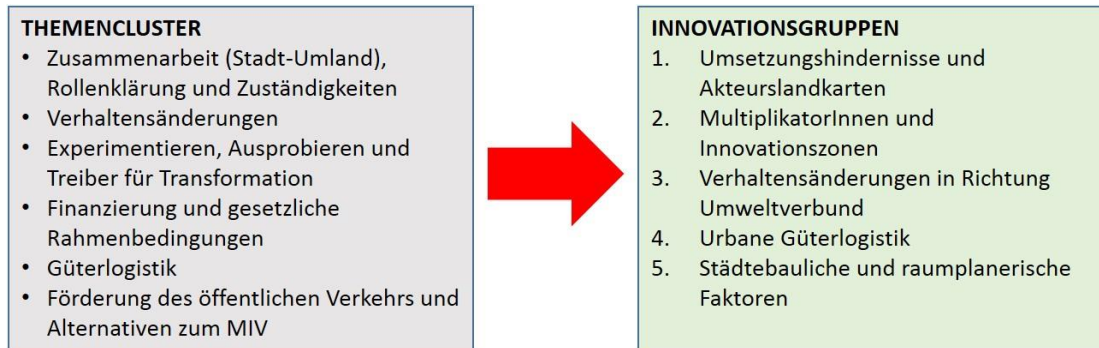 THEMENCLUSTER
• Zusammenarbeit (Stadt-Umland),
Rollenklärung und Zuständigkeiten
• Verhaltensänderungen
• Experimentieren, Ausprobieren und
Treiber für Transformation
• Finanzierung und gesetzliche
Rahmenbedingungen
• Güterlogistik
• Förderung des öffentlichen Verkehrs und
Alternativen zum MIV
INNOVATIONSGRUPPEN
1. Umsetzungshindernisse und
Akteurslandkarten
2. MultiplikatorInnen und
Innovationszonen
3. Verhaltensänderungen in Richtung
Umweltverbund
4. Urbane Güterlogistik
5. Städtebauliche und raumplanerische
Faktoren